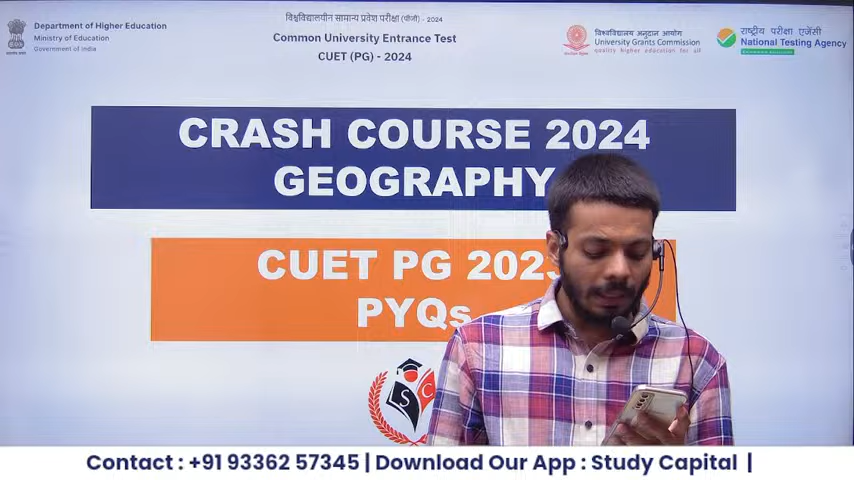 Department of Higher Education
Ministry of Education
Government of India
विश्वविद्यालयीन सामान्य प्रवेश परीक्षा (पीजी) - 2024
Common University Entrance Test
CUET (PG) - 2024
विश्वविद्यालय अनुदान आयोग
University Grants Commission
quality higher education for all
राष्ट्रीय परीक्षा एजेंसी
National Testing Agency
CRASH COURSE 2024
GEOGRAPHY
CUET PG 2023
PYQs
LSC
Contact : +91 93362 57345 | Download Our App : Study Capital |